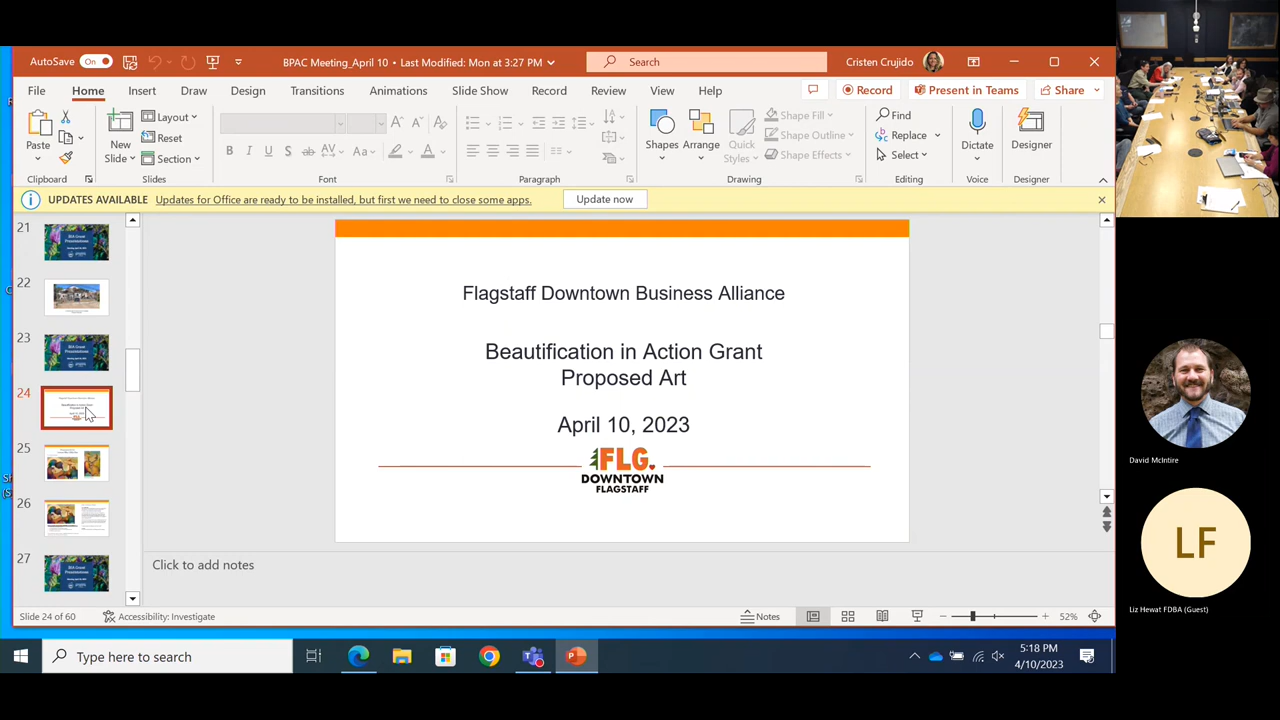 AutoSave On
BPAC Meeting_April 10 • Last Modified: Mon at 3:27 PM
Search
Cristen Crujido
File Home Insert Draw Design Transitions Animations Slide Show Record Review View Help
Record
Present in Teams
Share
Paste
Clipboard
New Slide
Layout
Reset
Section
Slides
Font
Paragraph
Shapes
Arrange
Quick Styles
Shape Fill
Shape Outline
Shape Effects
Drawing
Find
Replace
Select
Editing
Dictate
Voice
Designer
Designer
UPDATES AVAILABLE Updates for Office are ready to be installed, but first we need to close some apps. Update now
21
22
23
24
25
26
27
Flagstaff Downtown Business Alliance
Beautification in Action Grant
Proposed Art
April 10, 2023
FLG.
DOWNTOWN
FLAGSTAFF
Click to add notes
Slide 24 of 60
Accessibility: Investigate
Notes
52%
Type here to search
5:18 PM
4/10/2023
David McIntire
LF
Liz Hewat FDBA (Guest)